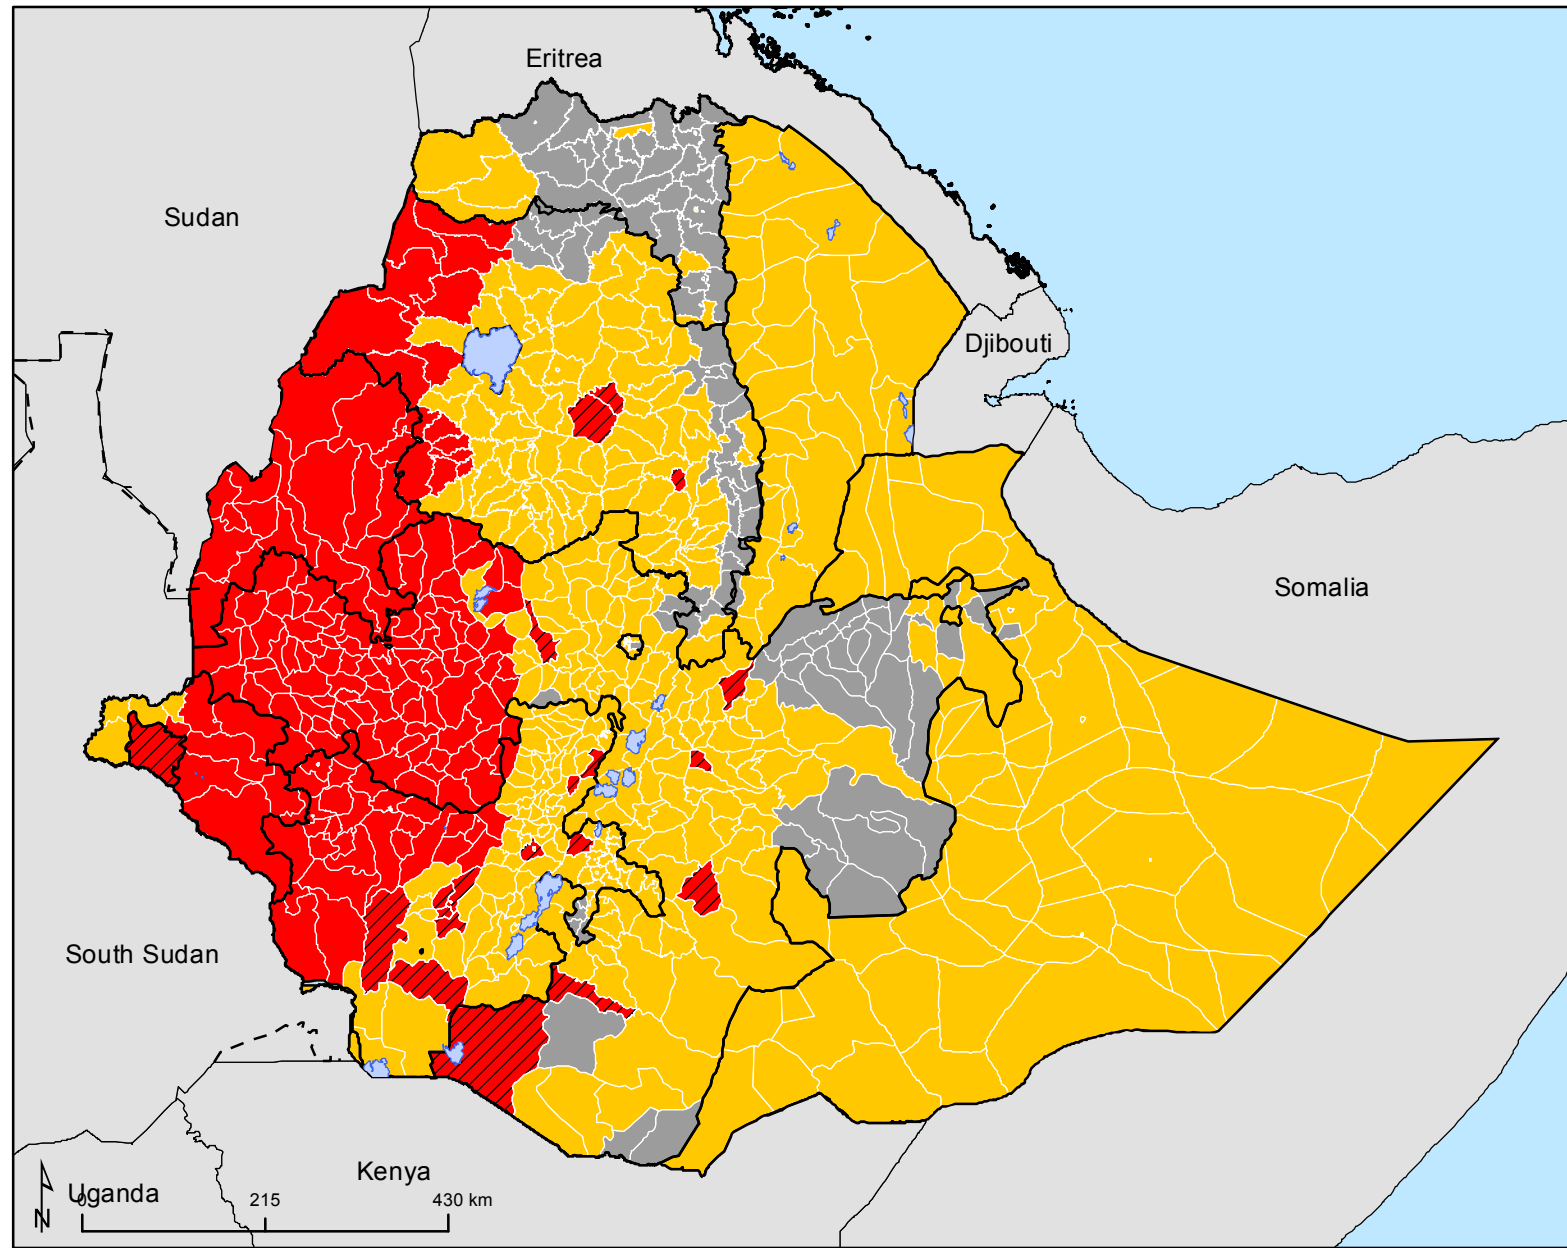 Eritrea
Sudan
Djibouti
Somalia
South Sudan
Kenya
Uganda
0 215 430 km
N